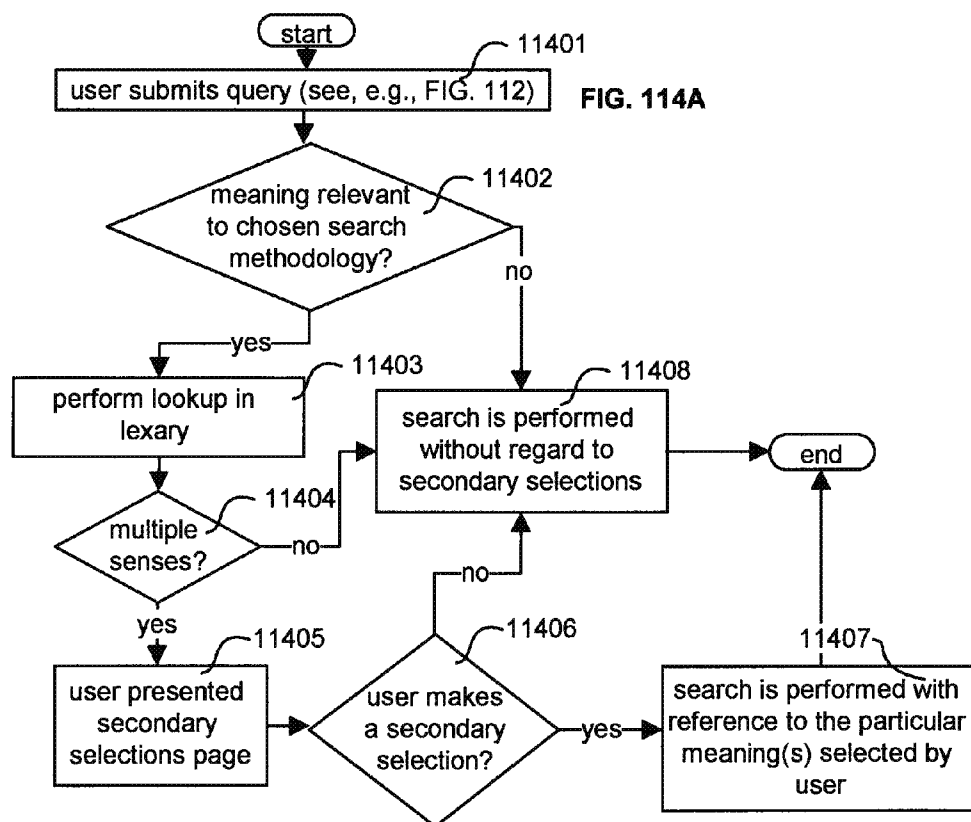 start
11401
user submits query (see, e.g., FIG. 112)
FIG. 114A
11402
meaning relevant
to chosen search
methodology?
no
yes
11403
perform lookup in
lexary
11408
search is performed
without regard to
secondary selections
end
11404
multiple
senses?
no
yes
no
11405
user presented
secondary
selections page
11406
user makes
a secondary
selection?
yes
11407
search is performed with
reference to the particular
meaning(s) selected by
user